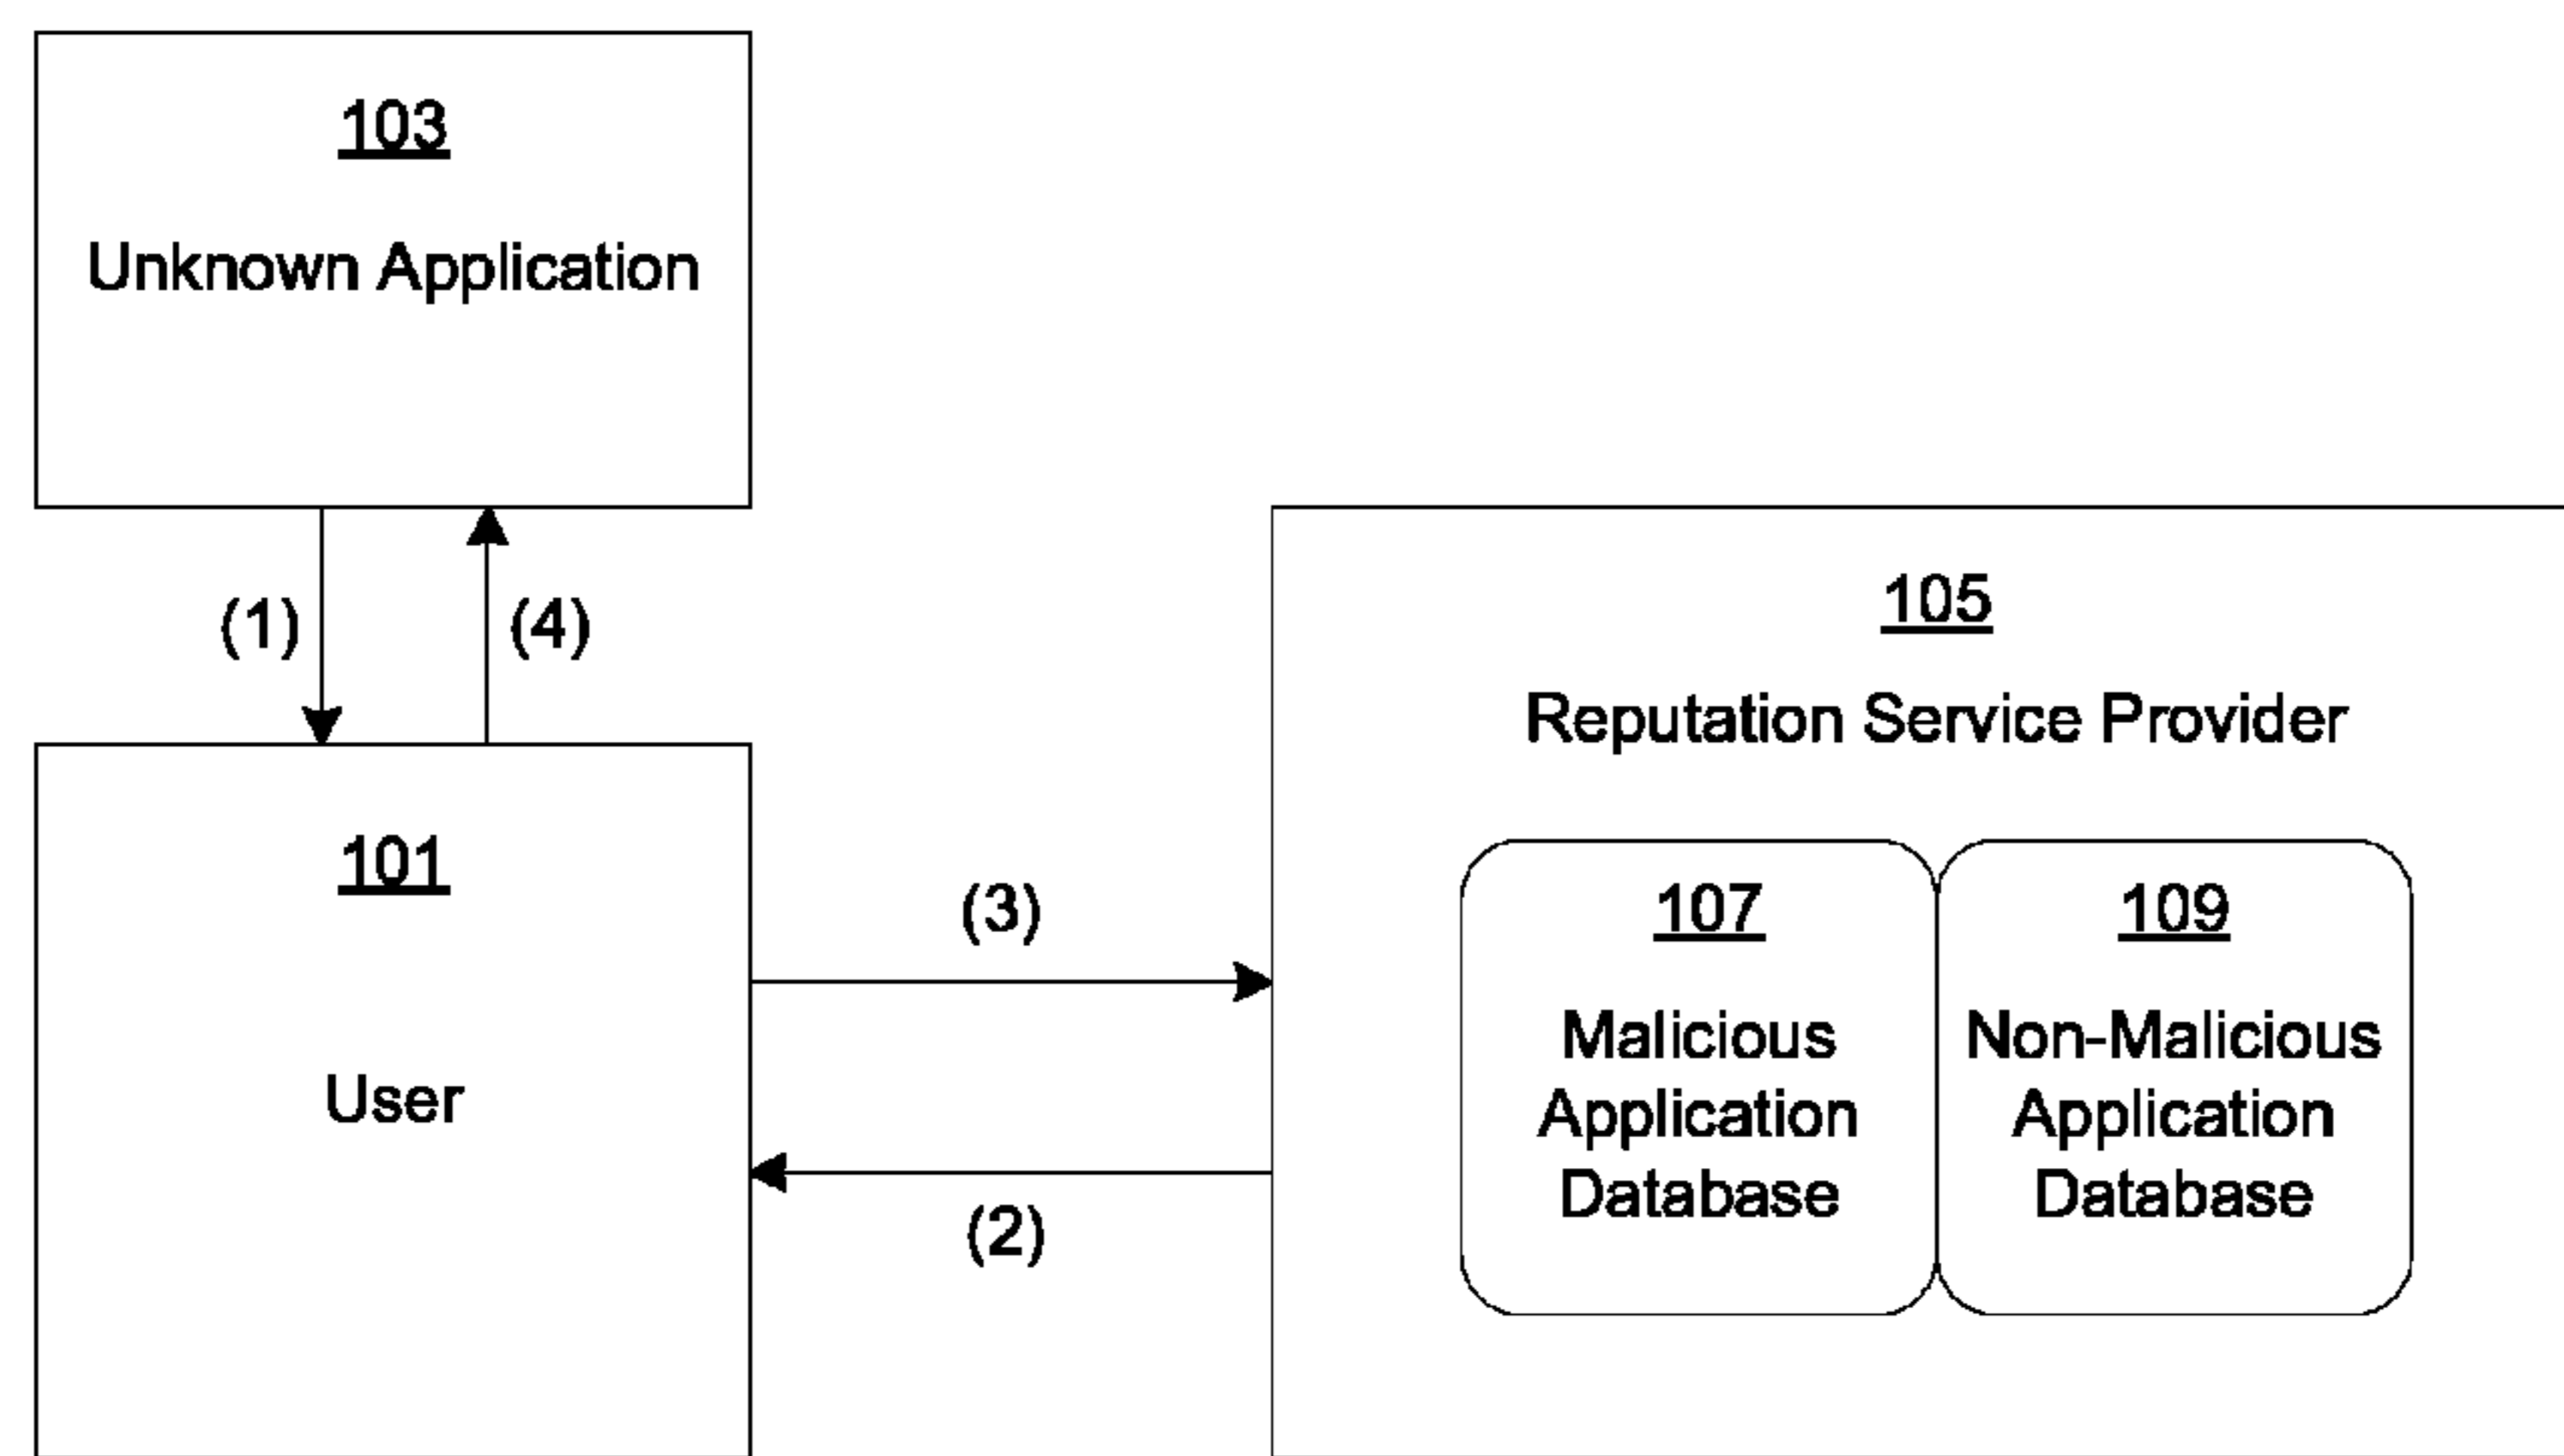 103
Unknown Application
(1)
(4)
105
Reputation Service Provider
101
User
(3)
(2)
107
Malicious
Application
Database
109
Non-Malicious
Application
Database